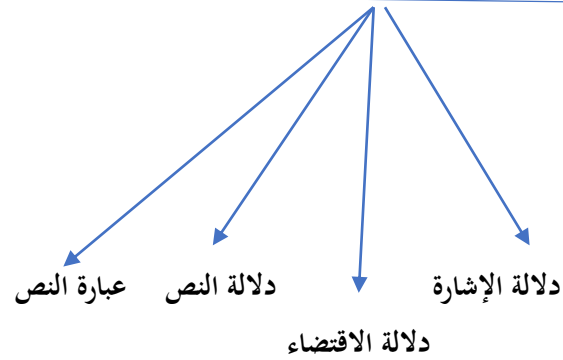 دلالة الإشارة
دلالة النص
عبارة النص
دلالة الاقتضاء